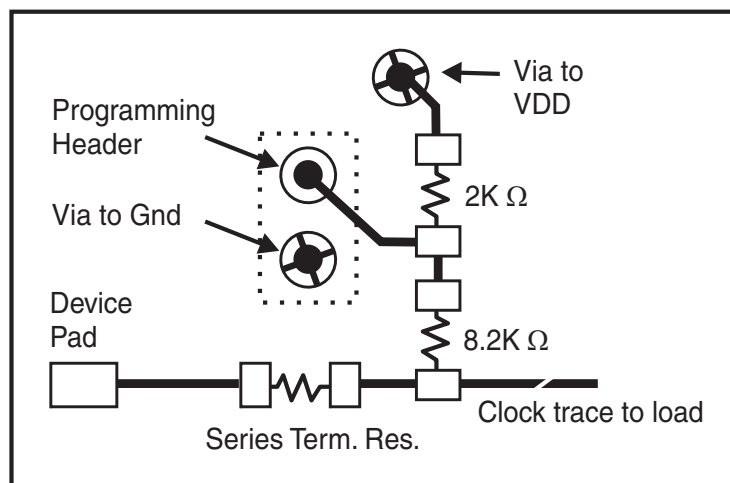 Via to
VDD
Programming
Header
2K Ω
Via to Gnd
Device
Pad
8.2K Ω
Clock trace to load
Series Term. Res.